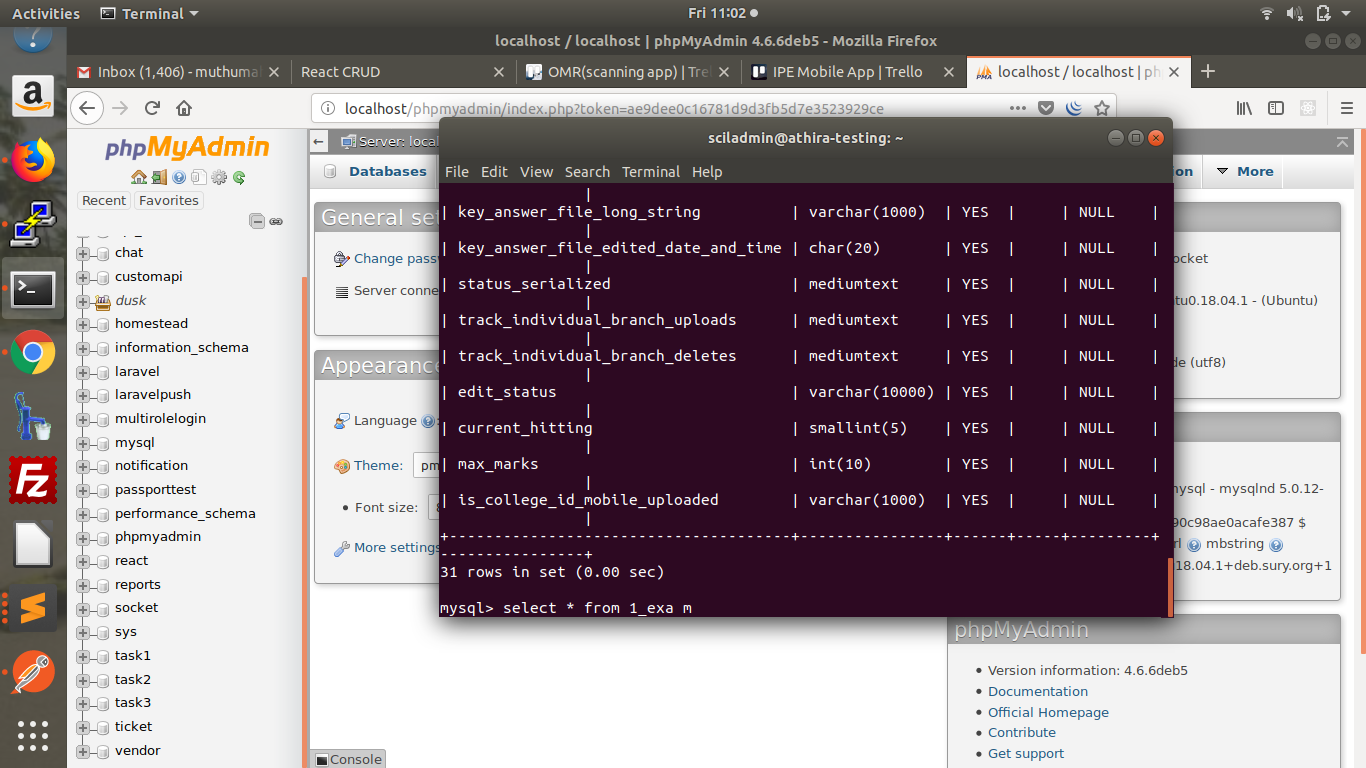 Activities
Terminal
Fri 11:02
localhost / localhost | phpMyAdmin 4.6.6deb5 - Mozilla Firefox
Inbox (1,406) - muthuma
React CRUD
OMR(scanning app) | Tre
IPE Mobile App | Trello
localhost / localhost | ph
localhost/phpmyadmin/index.php?token=ae9dee0c16781d9d3fb5d7e3523929ce
phpMyAdmin
Recent
Favorites
chat
customapi
dusk
homestead
information_schema
laravel
laravelpush
multirolelogin
mysql
notification
passporttest
performance_schema
phpmyadmin
react
reports
socket
sys
task1
task2
task3
ticket
vendor
Server: local
Databases
More
General set
Change passw
Server conne
Appearance
Language
Theme: pm
Font size:
More settings
Console
sciladmin@athira-testing: ~
File Edit View Search Terminal Help
|
| key_answer_file_long_string | varchar(1000) | YES | | NULL |
|
| key_answer_file_edited_date_and_time | char(20) | YES | | NULL |
|
| status_serialized | mediumtext | YES | | NULL |
|
| track_individual_branch_uploads | mediumtext | YES | | NULL |
|
| track_individual_branch_deletes | mediumtext | YES | | NULL |
|
| edit_status | varchar(10000) | YES | | NULL |
|
| current_hitting | smallint(5) | YES | | NULL |
|
| max_marks | int(10) | YES | | NULL |
|
| is_college_id_mobile_uploaded | varchar(1000) | YES | | NULL |
|
+--------------------------------------+----------------+------+-----+---------+
----------------+
31 rows in set (0.00 sec)
mysql> select * from 1_exa m
ocket
tu0.18.04.1 - (Ubuntu)
de (utf8)
mysql - mysqlnd 5.0.12-
90c98ae0acafe387 $
rl mbstring
18.04.1+deb.sury.org+1
phpMyAdmin
Version information: 4.6.6deb5
Documentation
Official Homepage
Contribute
Get support